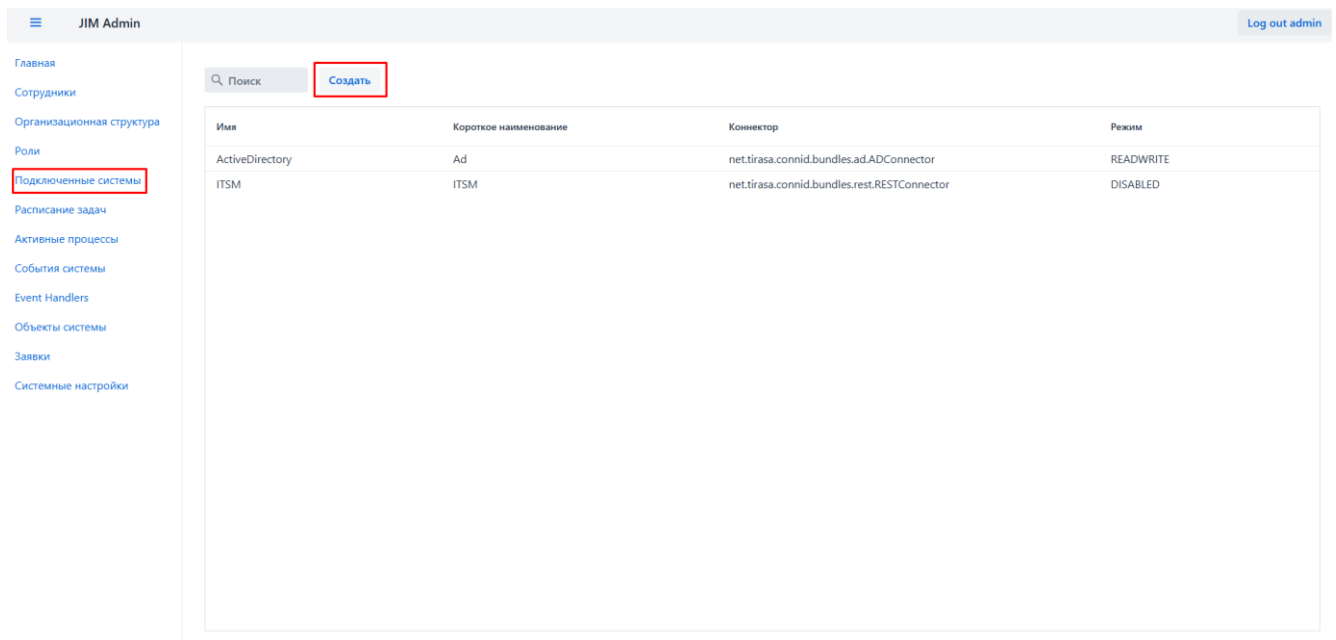 JIM Admin
Log out admin
Главная
Сотрудники
Организационная структура
Роли
Подключенные системы
Расписание задач
Активные процессы
События системы
Event Handlers
Объекты системы
Заявки
Системные настройки
Поиск Создать
Имя Короткое наименование Коннектор Режим
ActiveDirectory Ad net.tirasa.connid.bundles.ad.ADConnector READWRITE
ITSM ITSM net.tirasa.connid.bundles.rest.RESTConnector DISABLED